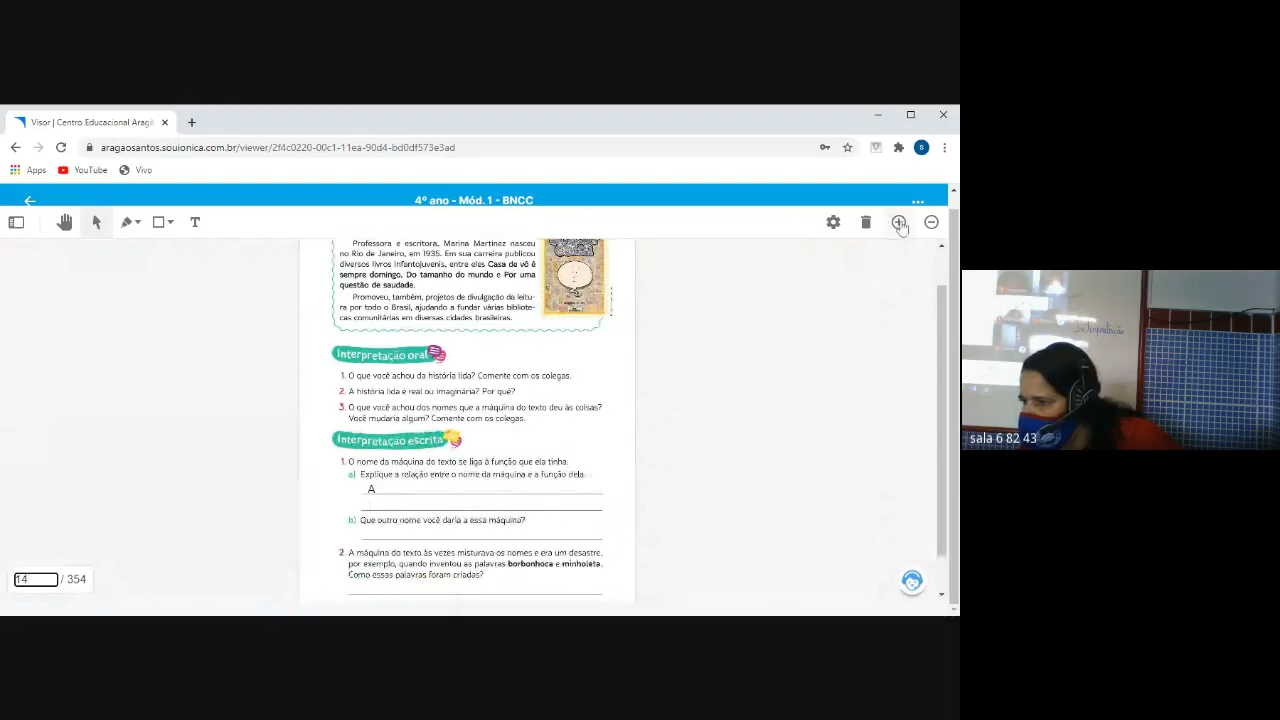 Visor | Centro Educacional Aragã
aragaosantos.souionica.com.br/viewer/2f4c0220-00c1-11ea-90d4-bd0df573e3ad
Apps YouTube Vivo
4º ano - Mód. 1 - BNCC
Professora e escritora, Marina Martinez nasceu
no Rio de Janeiro, em 1935. Em sua carreira publicou
diversos livros infantojuvenis, entre eles Casa de vó é
sempre domingo, Do tamanho do mundo e Por uma
questão de saudade.
Promoveu, também, projetos de divulgação da leitu-
ra por todo o Brasil, ajudando a fundar várias bibliote-
cas comunitárias em diversas cidades brasileiras.
Interpretação oral
1. O que você achou da história lida? Comente com os colegas.
2. A história lida é real ou imaginária? Por quê?
3. O que você achou dos nomes que a máquina do texto deu às coisas?
Você mudaria algum? Comente com os colegas.
Interpretação escrita
1. O nome da máquina do texto se liga à função que ela tinha.
a) Explique a relação entre o nome da máquina e a função dela.
A
b) Que outro nome você daria a essa máquina?
2. A máquina do texto às vezes misturava os nomes e era um desastre,
por exemplo, quando inventou as palavras borbonhoca e minholeta.
Como essas palavras foram criadas?
14 / 354
sala 6 82 43